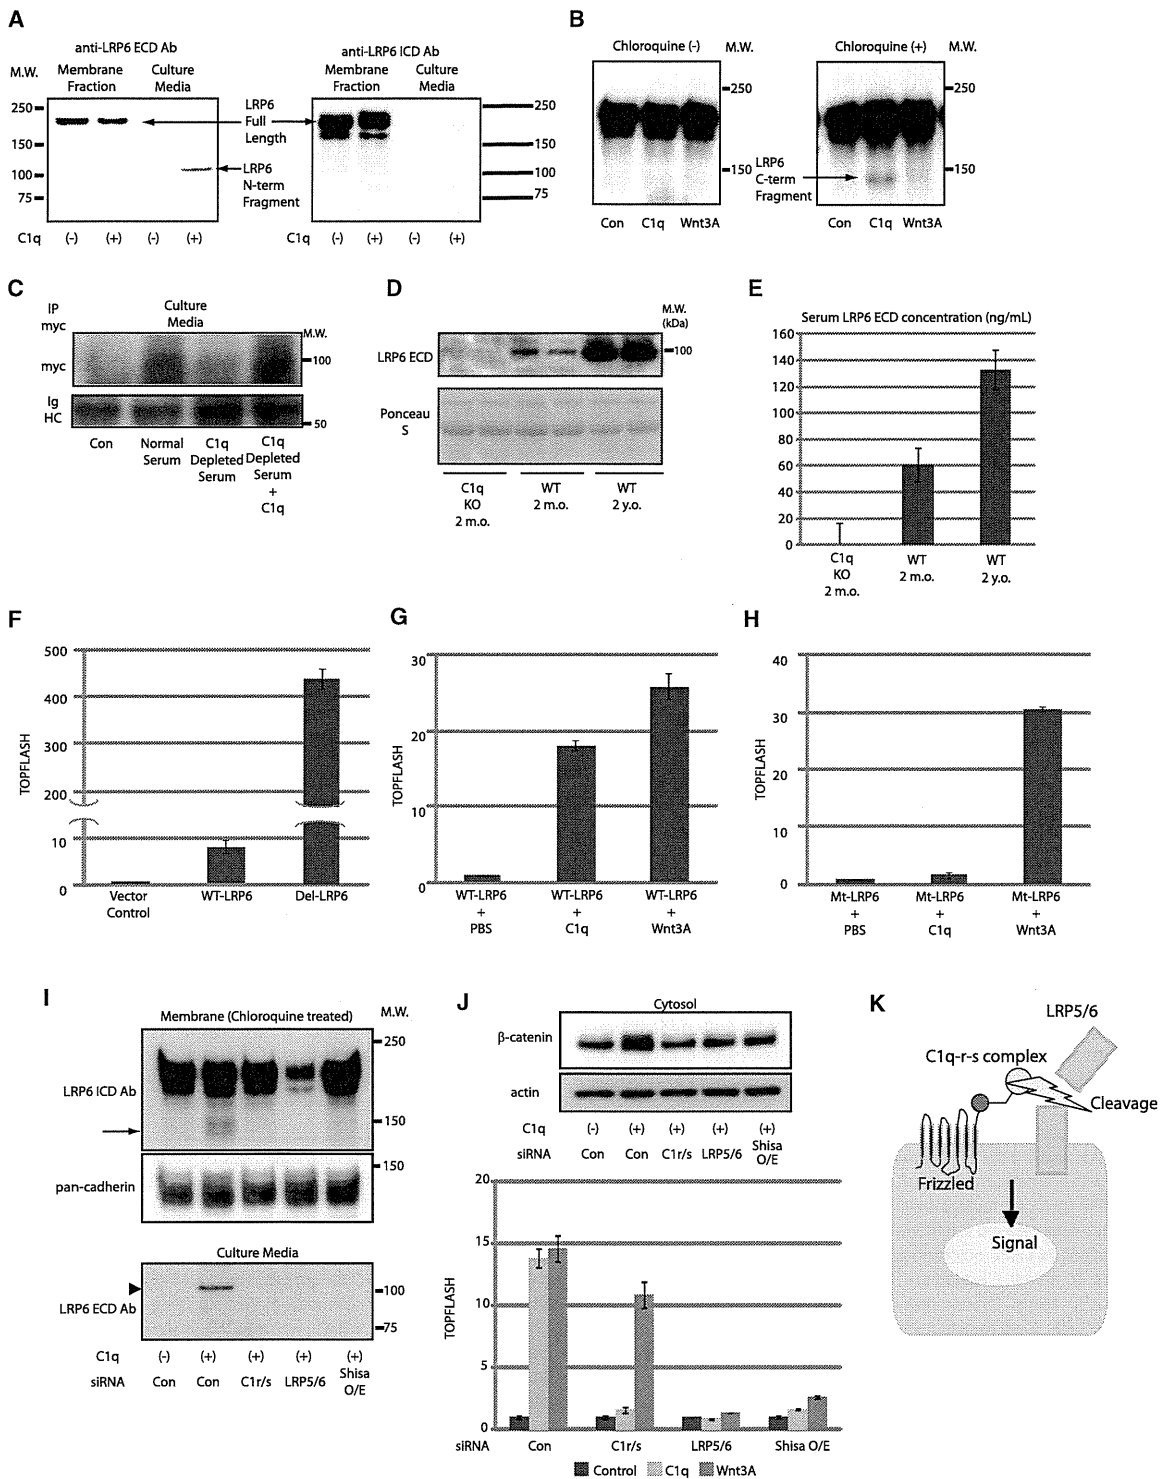 A
anti-LRP6 ECD Ab
anti-LRP6 ICD Ab
M.W.
Membrane Fraction
Culture Media
Membrane Fraction
Culture Media
250
150
100
75
LRP6 Full Length
LRP6 N-term Fragment
250
150
100
75
C1q (-) (+) (-) (+)
C1q (-) (+) (-) (+)
B
Chloroquine (-)
M.W.
Chloroquine (+)
M.W.
250
150
250
150
LRP6 C-term Fragment
Con C1q Wnt3A
Con C1q Wnt3A
C
IP myc
Culture Media
M.W.
myc
100
Ig HC
50
Con
Normal Serum
C1q Depleted Serum
C1q Depleted Serum + C1q
D
M.W. (kDa)
LRP6 ECD
100
Ponceau S
C1q KO 2 m.o.
WT 2 m.o.
WT 2 y.o.
E
Serum LRP6 ECD concentration (ng/mL)
160
140
120
100
80
60
40
20
0
C1q KO 2 m.o.
WT 2 m.o.
WT 2 y.o.
F
TOPFLASH
500
400
300
200
10
0
Vector Control
WT-LRP6
Del-LRP6
G
TOPFLASH
30
20
10
0
WT-LRP6 + PBS
WT-LRP6 + C1q
WT-LRP6 + Wnt3A
H
TOPFLASH
40
30
20
10
0
Mt-LRP6 + PBS
Mt-LRP6 + C1q
Mt-LRP6 + Wnt3A
I
Membrane (Chloroquine treated)
M.W.
250
LRP6 ICD Ab
150
150
pan-cadherin
Culture Media
100
LRP6 ECD Ab
75
C1q (-) (+) (+) (+) (+)
siRNA Con Con C1r/s LRP5/6 Shisa O/E
J
Cytosol
β-catenin
actin
C1q (-) (+) (+) (+) (+)
siRNA Con Con C1r/s LRP5/6 Shisa O/E
TOPFLASH
20
15
10
5
0
siRNA Con C1r/s LRP5/6 Shisa O/E
Control C1q Wnt3A
K
LRP5/6
C1q-r-s complex
Cleavage
Frizzled
Signal